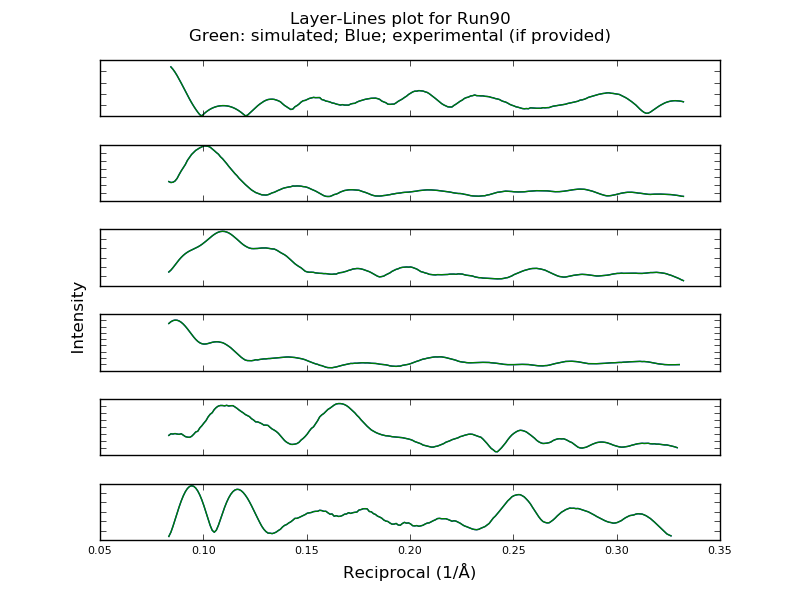 Layer-Lines plot for Run90
Green: simulated; Blue; experimental (if provided)
Intensity
0.05 0.10 0.15 0.20 0.25 0.30 0.35
Reciprocal (1/Å)